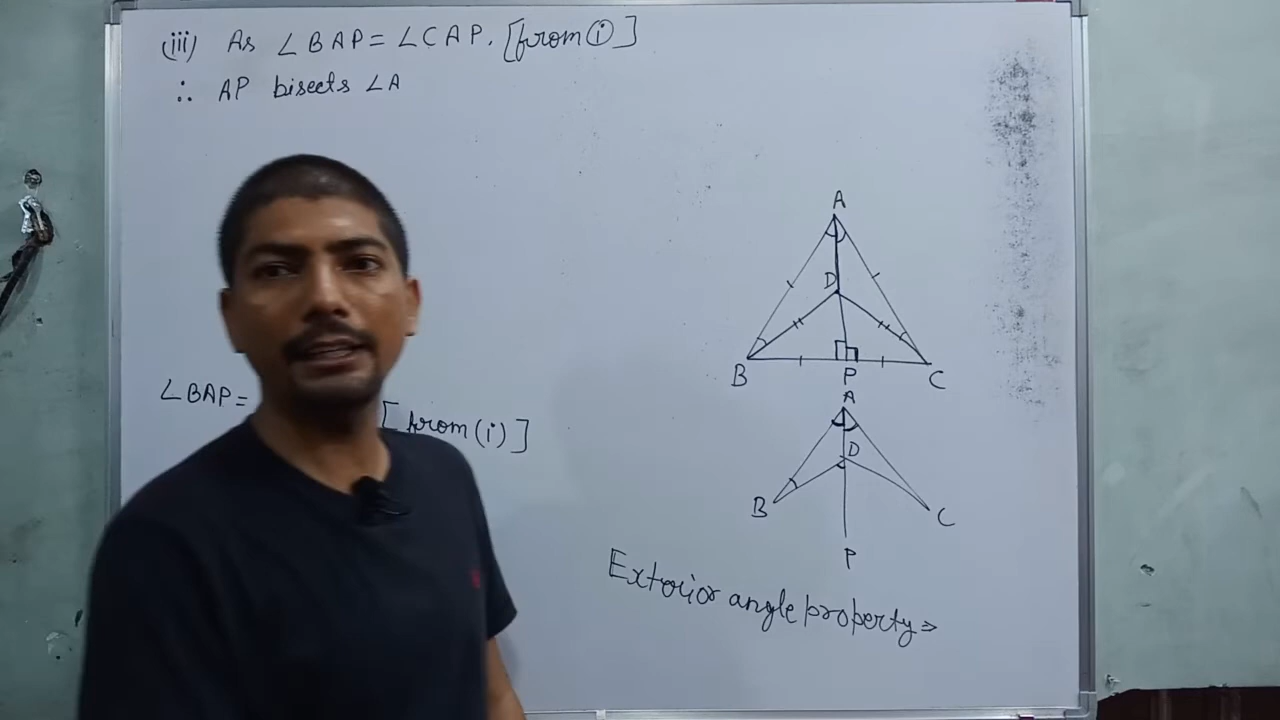 (iii) As ∠BAP = ∠CAP. [from ⓘ]
∴ AP bisects ∠A
A
D
B
P
C
∠BAP =
[from (i)]
A
D
B
C
P
Exterior angle property ⇒